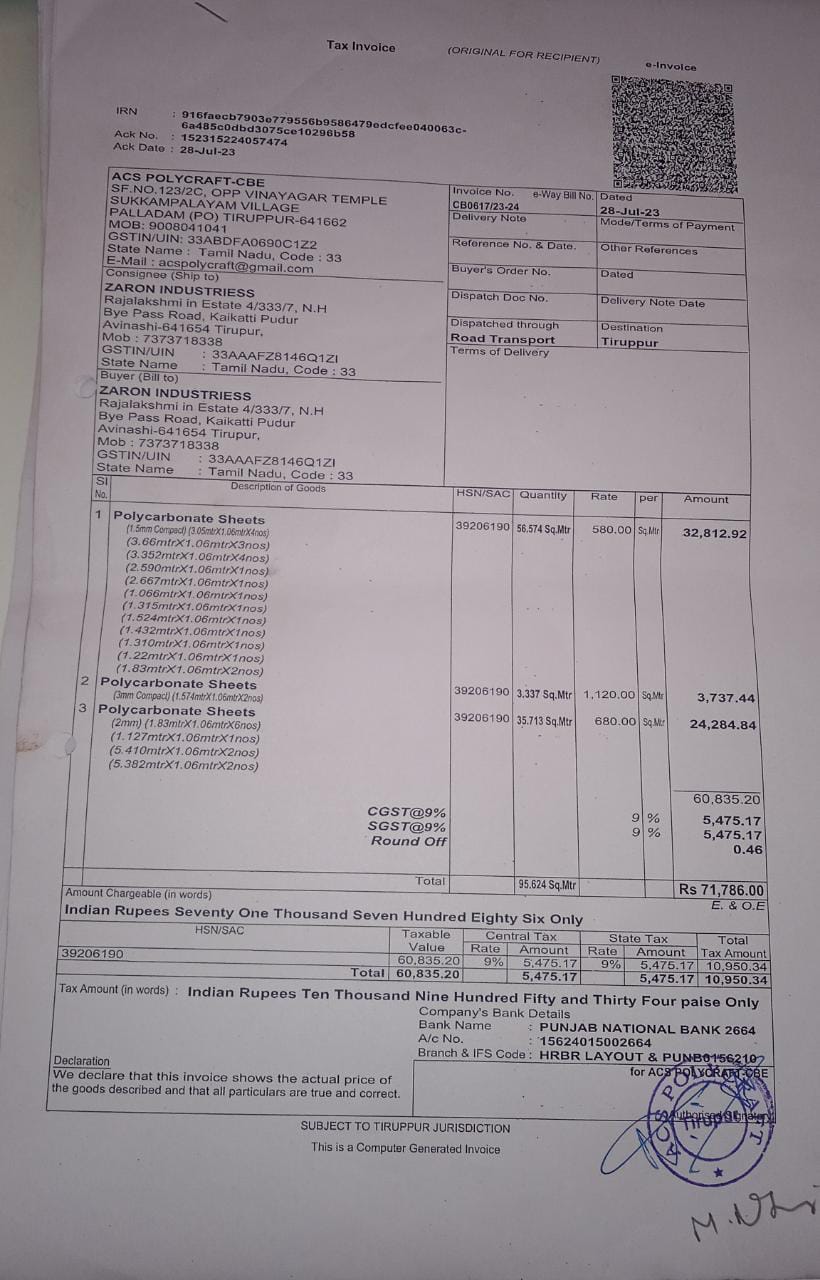 Tax Invoice (ORIGINAL FOR RECIPIENT) e-Invoice
IRN : 916faecb7903e779556b9586479edcfee040063c-
6a485c0dbd3075ce10296b58
Ack No. : 152315224057474
Ack Date : 28-Jul-23
ACS POLYCRAFT-CBE
SF.NO.123/2C, OPP VINAYAGAR TEMPLE
SUKKAMPALAYAM VILLAGE
PALLADAM (PO) TIRUPPUR-641662
MOB: 9008041041
GSTIN/UIN: 33ABDFA0690C1Z2
State Name : Tamil Nadu, Code : 33
E-Mail : acspolycraft@gmail.com
Invoice No. e-Way Bill No. Dated
CB0617/23-24 28-Jul-23
Delivery Note Mode/Terms of Payment
Reference No. & Date. Other References
Buyer's Order No. Dated
Dispatch Doc No. Delivery Note Date
Dispatched through Destination
Road Transport Tiruppur
Terms of Delivery
Consignee (Ship to)
ZARON INDUSTRIESS
Rajalakshmi in Estate 4/333/7, N.H
Bye Pass Road, Kaikatti Pudur
Avinashi-641654 Tirupur,
Mob : 7373718338
GSTIN/UIN : 33AAAFZ8146Q1ZI
State Name : Tamil Nadu, Code : 33
Buyer (Bill to)
ZARON INDUSTRIESS
Rajalakshmi in Estate 4/333/7, N.H
Bye Pass Road, Kaikatti Pudur
Avinashi-641654 Tirupur,
Mob : 7373718338
GSTIN/UIN : 33AAAFZ8146Q1ZI
State Name : Tamil Nadu, Code : 33
Sl No. Description of Goods HSN/SAC Quantity Rate per Amount
1 Polycarbonate Sheets 39206190 56.574 Sq.Mtr 580.00 Sq.Mtr 32,812.92
(1.5mm Compact) (3.05mtrX1.06mtrX4nos)
(3.66mtrX1.06mtrX3nos)
(3.352mtrX1.06mtrX4nos)
(2.590mtrX1.06mtrX1nos)
(2.667mtrX1.06mtrX1nos)
(1.066mtrX1.06mtrX1nos)
(1.315mtrX1.06mtrX1nos)
(1.524mtrX1.06mtrX1nos)
(1.432mtrX1.06mtrX1nos)
(1.310mtrX1.06mtrX1nos)
(1.22mtrX1.06mtrX1nos)
(1.83mtrX1.06mtrX2nos)
2 Polycarbonate Sheets 39206190 3.337 Sq.Mtr 1,120.00 Sq.Mtr 3,737.44
(3mm Compact) (1.574mtrX1.06mtrX2nos)
3 Polycarbonate Sheets 39206190 35.713 Sq.Mtr 680.00 Sq.Mtr 24,284.84
(2mm) (1.83mtrX1.06mtrX6nos)
(1.127mtrX1.06mtrX1nos)
(5.410mtrX1.06mtrX2nos)
(5.382mtrX1.06mtrX2nos)
60,835.20
CGST@9% 9 % 5,475.17
SGST@9% 9 % 5,475.17
Round Off 0.46
Total 95.624 Sq.Mtr Rs 71,786.00
Amount Chargeable (in words) E. & O.E
Indian Rupees Seventy One Thousand Seven Hundred Eighty Six Only
HSN/SAC Taxable Value Central Tax State Tax Total Tax Amount
Rate Amount Rate Amount
39206190 60,835.20 9% 5,475.17 9% 5,475.17 10,950.34
Total 60,835.20 5,475.17 5,475.17 10,950.34
Tax Amount (in words) : Indian Rupees Ten Thousand Nine Hundred Fifty and Thirty Four paise Only
Company's Bank Details
Bank Name : PUNJAB NATIONAL BANK 2664
A/c No. : 15624015002664
Branch & IFS Code : HRBR LAYOUT & PUNB0156210
Declaration
We declare that this invoice shows the actual price of
the goods described and that all particulars are true and correct.
for ACS POLYCRAFT-CBE
Authorised Signatory
ACS POLYCRAFT
Tiruppur
SUBJECT TO TIRUPPUR JURISDICTION
This is a Computer Generated Invoice